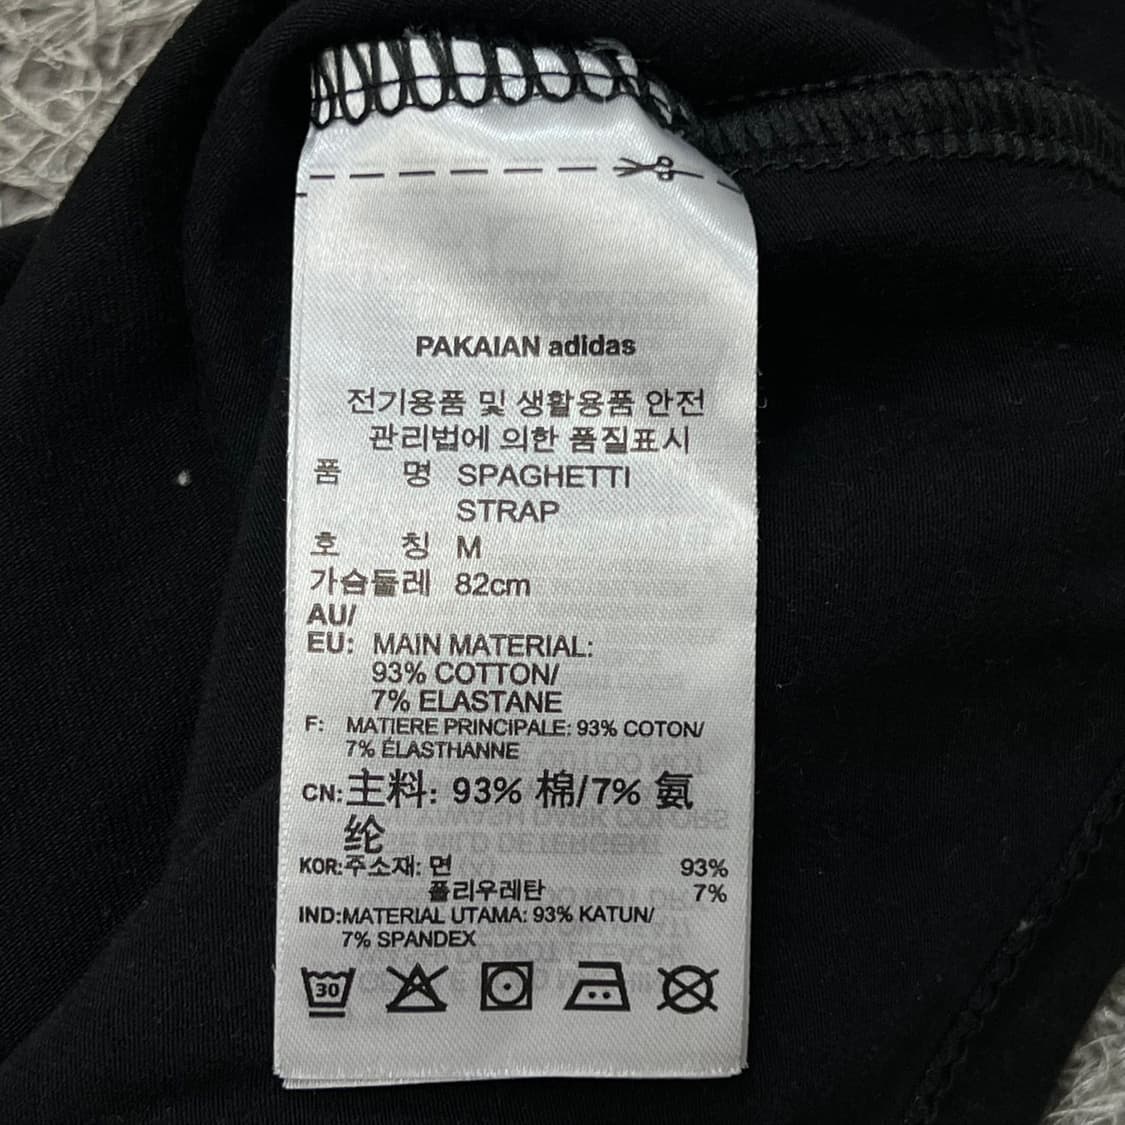 PAKAIAN adidas
전기용품 및 생활용품 안전
관리법에 의한 품질표시
품 명 SPAGHETTI
STRAP
호 칭 M
가슴둘레 82cm
AU/
EU: MAIN MATERIAL:
93% COTTON/
7% ELASTANE
F: MATIERE PRINCIPALE: 93% COTON/
7% ÉLASTHANNE
CN:主料: 93% 棉/7% 氨
纶
KOR:주소재: 면 93%
폴리우레탄 7%
IND:MATERIAL UTAMA: 93% KATUN/
7% SPANDEX
30